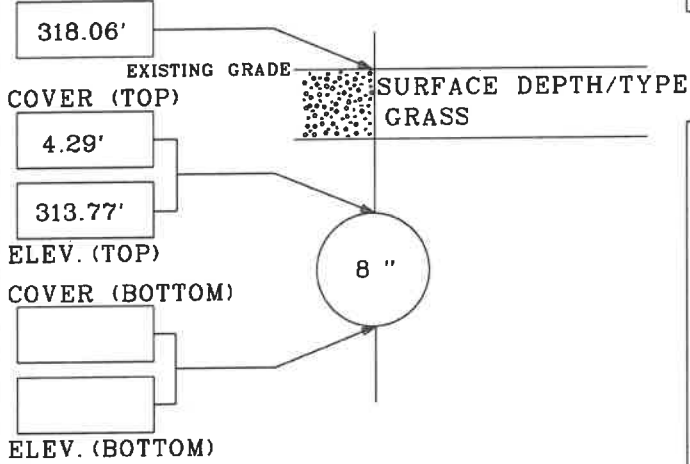 318.06'
EXISTING GRADE
SURFACE DEPTH/TYPE
GRASS
COVER (TOP)
4.29'
313.77'
ELEV. (TOP)
8 "
COVER (BOTTOM)
ELEV. (BOTTOM)